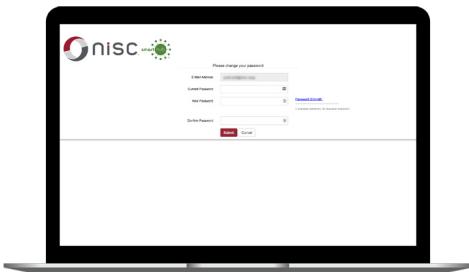 nisc
smart
Please change your password
E-Mail Address
Current Password
New Password
Password Strength
Confirm Password
Submit Cancel